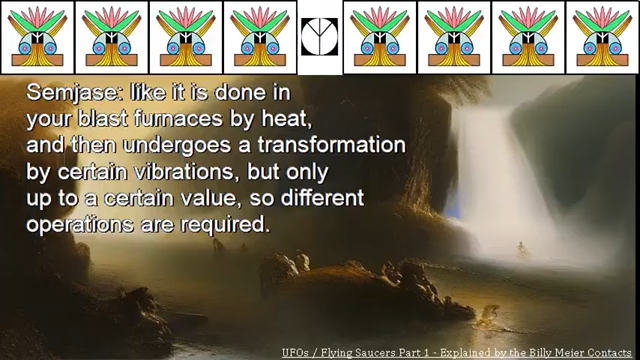 Semjase: like it is done in
your blast furnaces by heat,
and then undergoes a transformation
by certain vibrations, but only
up to a certain value, so different
operations are required.
UFOs / Flying Saucers Part 1 - Explained by the Billy Meier Contacts